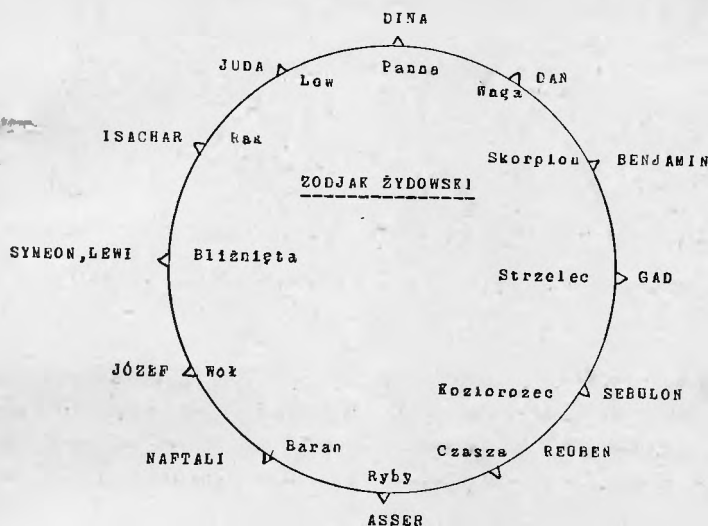 DINA
JUDA Lew Panna Waga DAN
ISACHAR Rak Skorpion BENJAMIN
ZODJAK ŻYDOWSKI
SYMEON,LEWI Bliźnięta Strzelec GAD
JÓZEF Wół Koziorożec SEBULON
NAFTALI Baran Czasza REUBEN
Ryby
ASSER